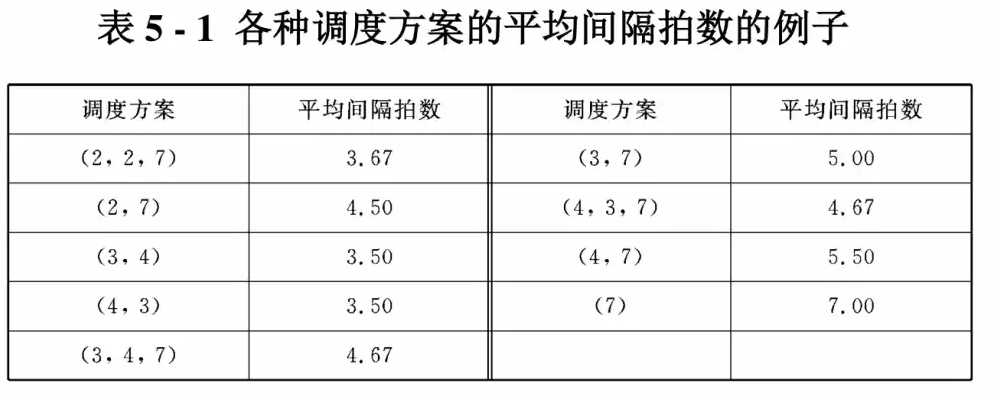 表 5 - 1 各种调度方案的平均间隔拍数的例子
调度方案 平均间隔拍数 调度方案 平均间隔拍数
(2, 2, 7) 3.67 (3, 7) 5.00
(2, 7) 4.50 (4, 3, 7) 4.67
(3, 4) 3.50 (4, 7) 5.50
(4, 3) 3.50 (7) 7.00
(3, 4, 7) 4.67